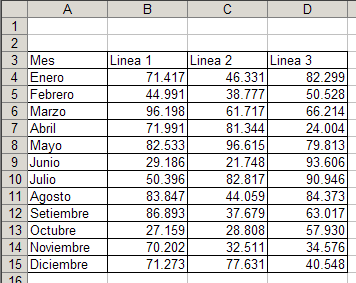 A B C D
1
2
3 Mes Linea 1 Linea 2 Linea 3
4 Enero 71.417 46.331 82.299
5 Febrero 44.991 38.777 50.528
6 Marzo 96.198 61.717 66.214
7 Abril 71.991 81.344 24.004
8 Mayo 82.533 96.615 79.813
9 Junio 29.186 21.748 93.606
10 Julio 50.396 82.817 90.946
11 Agosto 83.847 44.059 84.373
12 Setiembre 86.893 37.679 63.017
13 Octubre 27.159 28.808 57.930
14 Noviembre 70.202 32.511 34.576
15 Diciembre 71.273 77.631 40.548
16